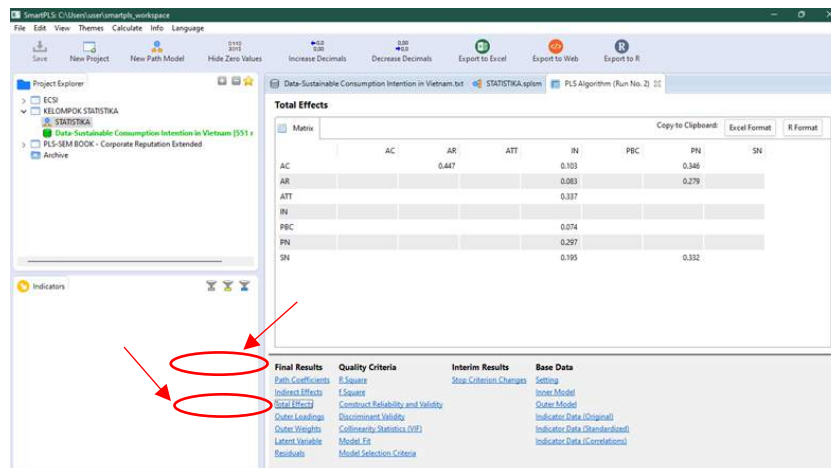 SmartPLS: C:\Users\user\smartpls_workspace
File Edit View Themes Calculate Info Language
Save New Project New Path Model Hide Zero Values Increase Decimals Decrease Decimals Export to Excel Export to Web Export to R
Project Explorer
ECSI
KELOMPOK STATISTIKA
STATISTIKA
Data-Sustainable Consumption Intention in Vietnam [551 r
PLS-SEM BOOK - Corporate Reputation Extended
Archive
Indicators
Data-Sustainable Consumption Intention in Vietnam.txt STATISTIKA.splsm PLS Algorithm (Run No. 2)
Total Effects
Matrix Copy to Clipboard: Excel Format R Format
AC AR ATT IN PBC PN SN
AC 0.447 0.103 0.346
AR 0.083 0.279
ATT 0.337
IN
PBC 0.074
PN 0.297
SN 0.195 0.332
Final Results Quality Criteria Interim Results Base Data
Path Coefficients R Square Stop Criterion Changes Setting
Indirect Effects f Square Inner Model
Total Effects Construct Reliability and Validity Outer Model
Outer Loadings Discriminant Validity Indicator Data (Original)
Outer Weights Collinearity Statistics (VIF) Indicator Data (Standardized)
Latent Variable Model_Fit Indicator Data (Correlations)
Residuals Model Selection Criteria